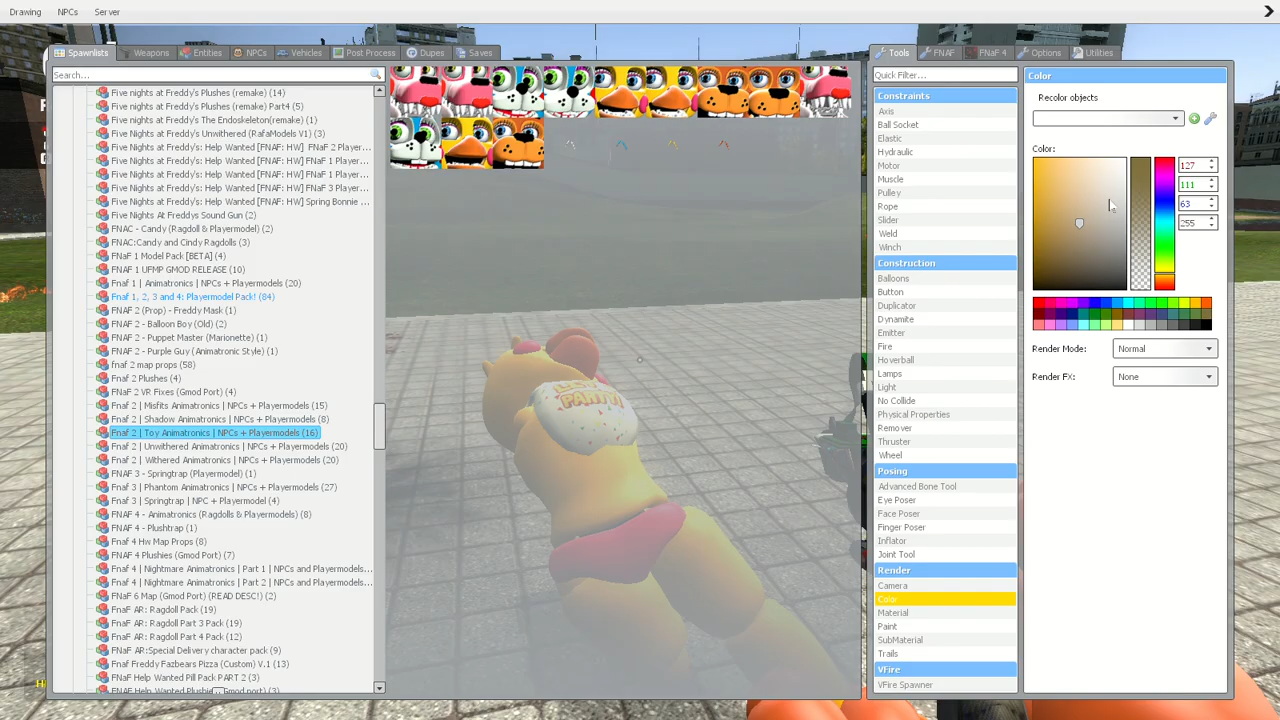 Drawing NPCs Server
Spawnlists Weapons Entities NPCs Vehicles Post Process Dupes Saves
Tools FNAF FNAF 4 Options Utilities
Search...
Five nights at Freddy's Plushes (remake) (14)
Five nights at Freddy's Plushes (remake) Part4 (5)
Five nights at Freddy's The Endoskeleton(remake) (1)
Five Nights at Freddy's Unwithered (RafaModels V1) (3)
Five Nights at Freddy's: Help Wanted [FNAF: HW] FNAF 2 Player...
Five Nights at Freddy's: Help Wanted [FNAF: HW] FNAF 1 Player...
Five Nights at Freddy's: Help Wanted [FNAF: HW] FNAF 1 Player...
Five Nights at Freddy's: Help Wanted [FNAF: HW] FNAF 3 Player...
Five Nights at Freddy's: Help Wanted [FNAF: HW] Spring Bonnie ...
Five Nights At Freddys Sound Gun (2)
FNAC - Candy (Ragdoll & Playermodel) (2)
FNAC:Candy and Cindy Ragdolls (3)
FNaF 1 Model Pack [BETA] (4)
FNAF 1 UFMP GMOD RELEASE (10)
Fnaf 1 | Animatronics | NPCs + Playermodels (20)
Fnaf 1, 2, 3 and 4: Playermodel Pack! (84)
FNAF 2 (Prop) - Freddy Mask (1)
FNAF 2 - Balloon Boy (Old) (2)
FNAF 2 - Puppet Master (Marionette) (1)
FNAF 2 - Purple Guy (Animatronic Style) (1)
fnaf 2 map props (58)
Fnaf 2 Plushes (4)
FNaF 2 VR Fixes (Gmod Port) (4)
Fnaf 2 | Misfits Animatronics | NPCs + Playermodels (15)
Fnaf 2 | Shadow Animatronics | NPCs + Playermodels (8)
Fnaf 2 | Toy Animatronics | NPCs + Playermodels (16)
Fnaf 2 | Unwithered Animatronics | NPCs + Playermodels (20)
Fnaf 2 | Withered Animatronics | NPCs + Playermodels (20)
FNAF 3 - Springtrap (Playermodel) (1)
Fnaf 3 | Phantom Animatronics | NPCs + Playermodels (27)
Fnaf 3 | Springtrap | NPC + Playermodel (4)
FNAF 4 - Animatronics (Ragdolls & Playermodels) (8)
FNAF 4 - Plushtrap (1)
FNaF 4 Hw Map Props (8)
FNAF 4 Plushies (Gmod Port) (7)
Fnaf 4 | Nightmare Animatronics | Part 1 | NPCs and Playermodels...
Fnaf 4 | Nightmare Animatronics | Part 2 | NPCs and Playermodels...
FNAF 6 Map (Gmod Port) (READ DESC!) (2)
FnaF AR: Ragdoll Pack (19)
FnaF AR: Ragdoll Part 3 Pack (19)
FnaF AR: Ragdoll Part 4 Pack (12)
FnaF AR:Special Delivery character pack (9)
Fnaf Freddy Fazbears Pizza (Custom) V.1 (13)
FNaF Help Wanted Pill Pack PART 2 (3)
FNAF Help Wanted Plushies (Gmod port) (3)
PARTY!
Quick Filter...
Constraints
Axis
Ball Socket
Elastic
Hydraulic
Motor
Muscle
Pulley
Rope
Slider
Weld
Winch
Construction
Balloons
Button
Duplicator
Dynamite
Emitter
Fire
Hoverball
Lamps
Light
No Collide
Physical Properties
Remover
Thruster
Wheel
Posing
Advanced Bone Tool
Eye Poser
Face Poser
Finger Poser
Inflator
Joint Tool
Render
Camera
Color
Material
Paint
SubMaterial
Trails
VFire
VFire Spawner
Color
Recolor objects
Color:
127
111
63
255
Render Mode: Normal
Render FX: None